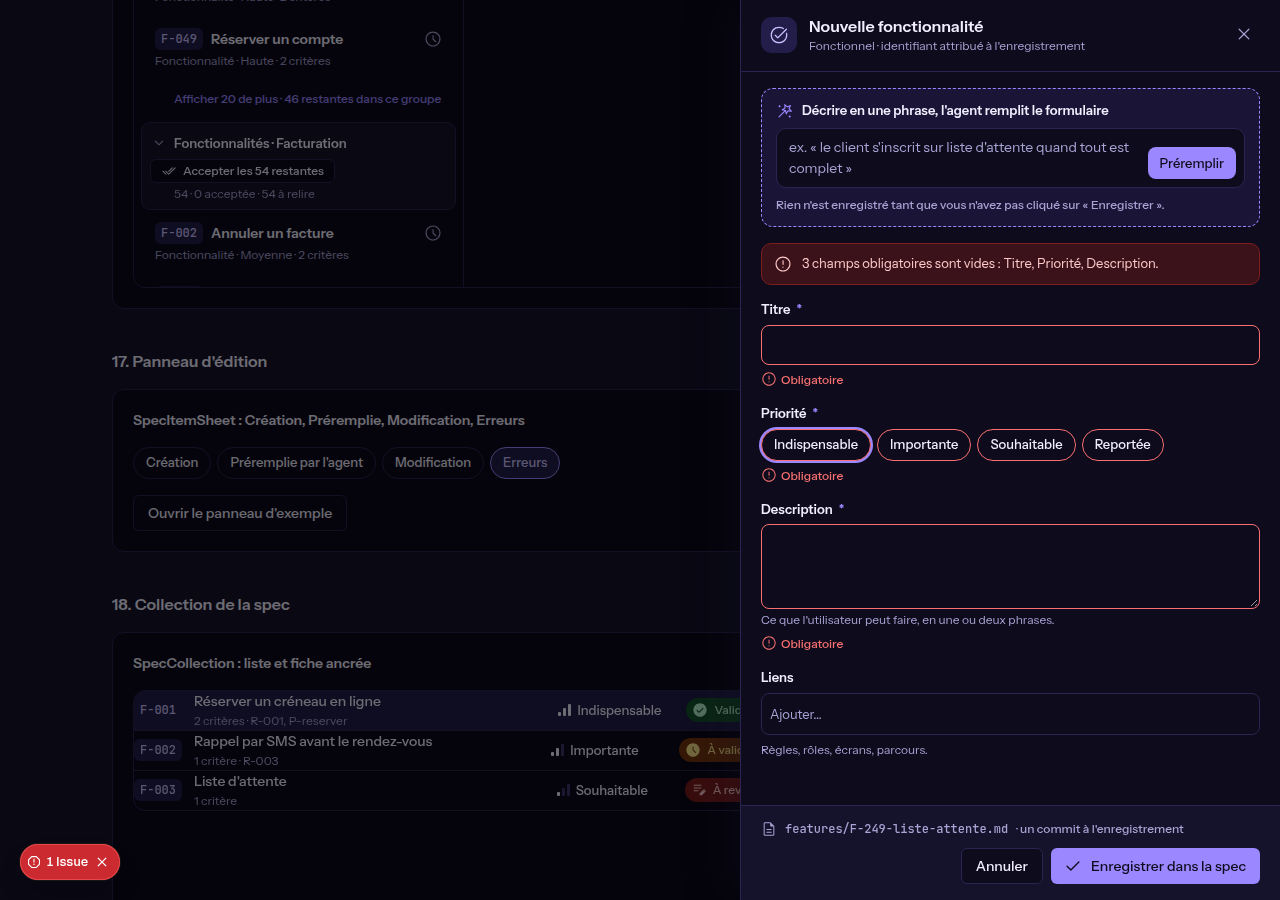 F-049 Réserver un compte
Fonctionnalité · Haute · 2 critères
Afficher 20 de plus · 46 restantes dans ce groupe
Fonctionnalités · Facturation
Accepter les 54 restantes
54 · 0 acceptée · 54 à relire
F-002 Annuler un facture
Fonctionnalité · Moyenne · 2 critères
17. Panneau d'édition
SpecItemSheet : Création, Préremplie, Modification, Erreurs
Création Préremplie par l'agent Modification Erreurs
Ouvrir le panneau d'exemple
18. Collection de la spec
SpecCollection : liste et fiche ancrée
F-001 Réserver un créneau en ligne Indispensable
2 critères · R-001, P-reserver
F-002 Rappel par SMS avant le rendez-vous Importante
1 critère · R-003
F-003 Liste d'attente Souhaitable
1 critère
1 Issue
Nouvelle fonctionnalité
Fonctionnel · identifiant attribué à l'enregistrement
Décrire en une phrase, l'agent remplit le formulaire
ex. « le client s'inscrit sur liste d'attente quand tout est
complet »
Préremplir
Rien n'est enregistré tant que vous n'avez pas cliqué sur « Enregistrer ».
3 champs obligatoires sont vides : Titre, Priorité, Description.
Titre *
Obligatoire
Priorité *
Indispensable Importante Souhaitable Reportée
Obligatoire
Description *
Ce que l'utilisateur peut faire, en une ou deux phrases.
Obligatoire
Liens
Ajouter...
Règles, rôles, écrans, parcours.
features/F-249-liste-attente.md · un commit à l'enregistrement
Annuler Enregistrer dans la spec